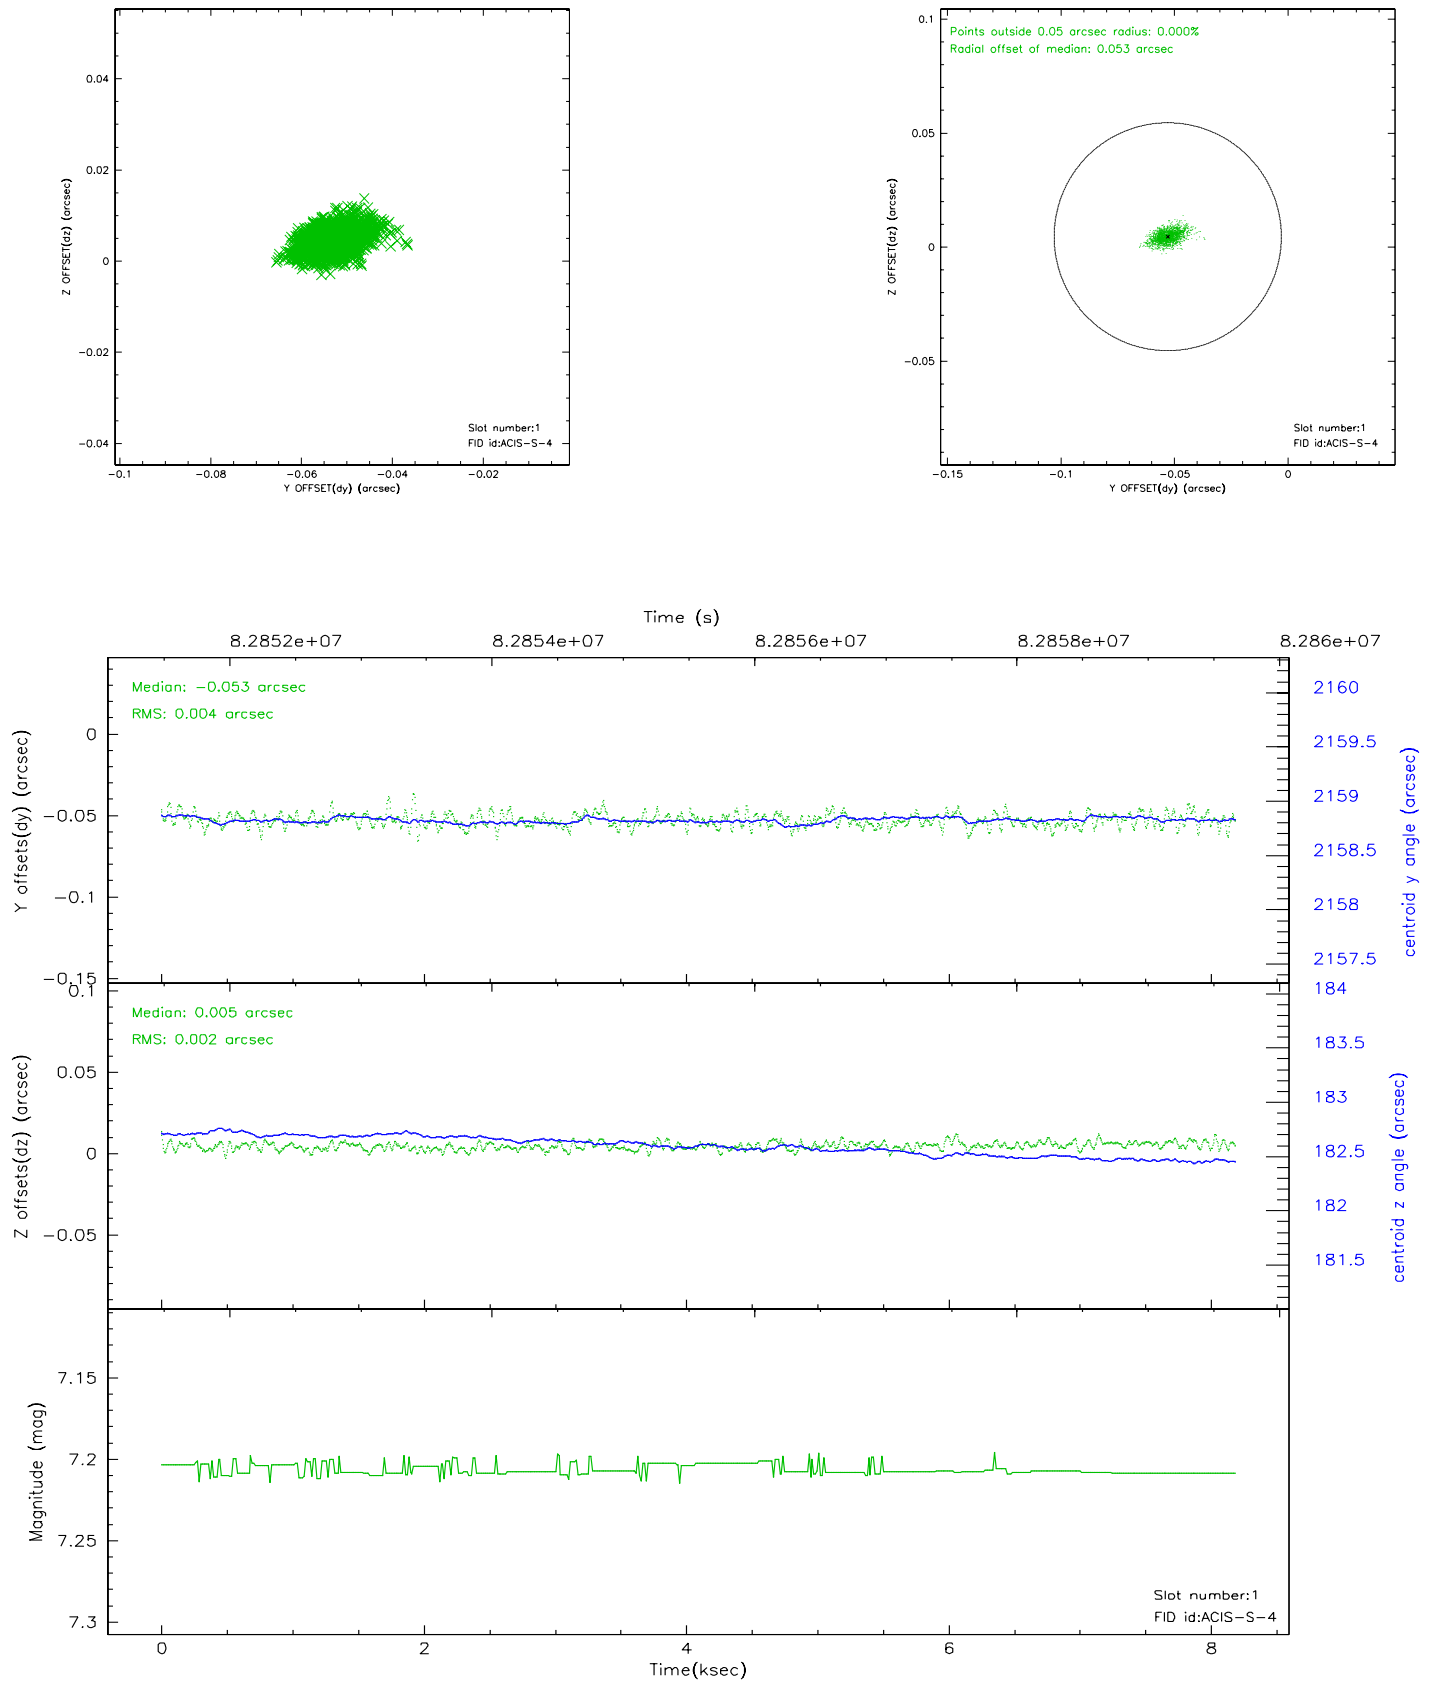 0.04
0.02
0
−0.02
−0.04
Z OFFSET(dz) (arcsec)
Slot number:1
FID id:ACIS−S−4
−0.1
−0.08
−0.06
−0.04
−0.02
Y OFFSET(dy) (arcsec)
0.1
0.05
0
−0.05
Z OFFSET(dz) (arcsec)
Points outside 0.05 arcsec radius: 0.000%
Radial offset of median: 0.053 arcsec
Slot number:1
FID id:ACIS−S−4
−0.15
−0.1
−0.05
0
Y OFFSET(dy) (arcsec)
Time (s)
8.2852e+07
8.2854e+07
8.2856e+07
8.2858e+07
8.286e+07
Median: −0.053 arcsec
RMS: 0.004 arcsec
0
−0.05
−0.1
−0.15
Y offsets(dy) (arcsec)
2160
2159.5
2159
2158.5
2158
2157.5
centroid y angle (arcsec)
Median: 0.005 arcsec
RMS: 0.002 arcsec
0.1
0.05
0
−0.05
Z offsets(dz) (arcsec)
184
183.5
183
182.5
182
181.5
centroid z angle (arcsec)
7.15
7.2
7.25
7.3
Magnitude (mag)
Slot number:1
FID id:ACIS−S−4
0
2
4
6
8
Time(ksec)